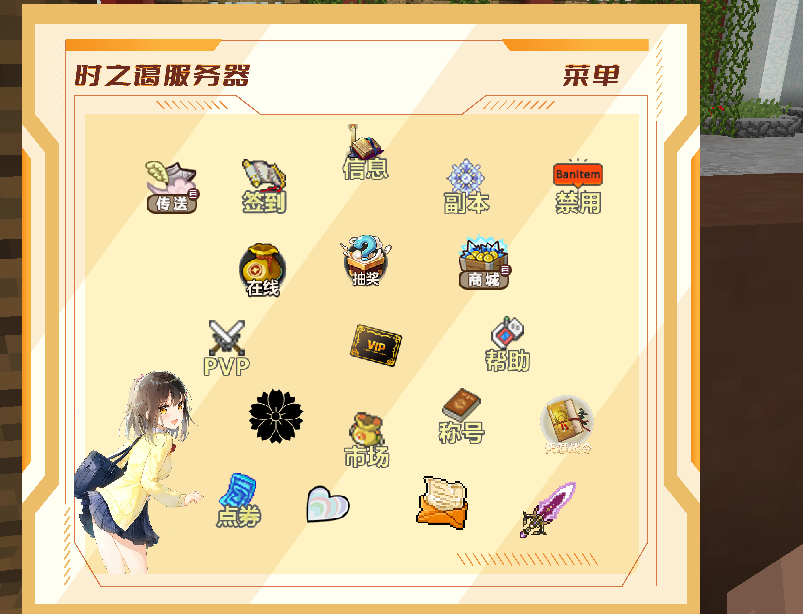 时之谒服务器
菜单
传送
签到
信息
副本
BanItem
禁用
在线
抽奖
商城
PVP
VIP
帮助
市场
称号
点券